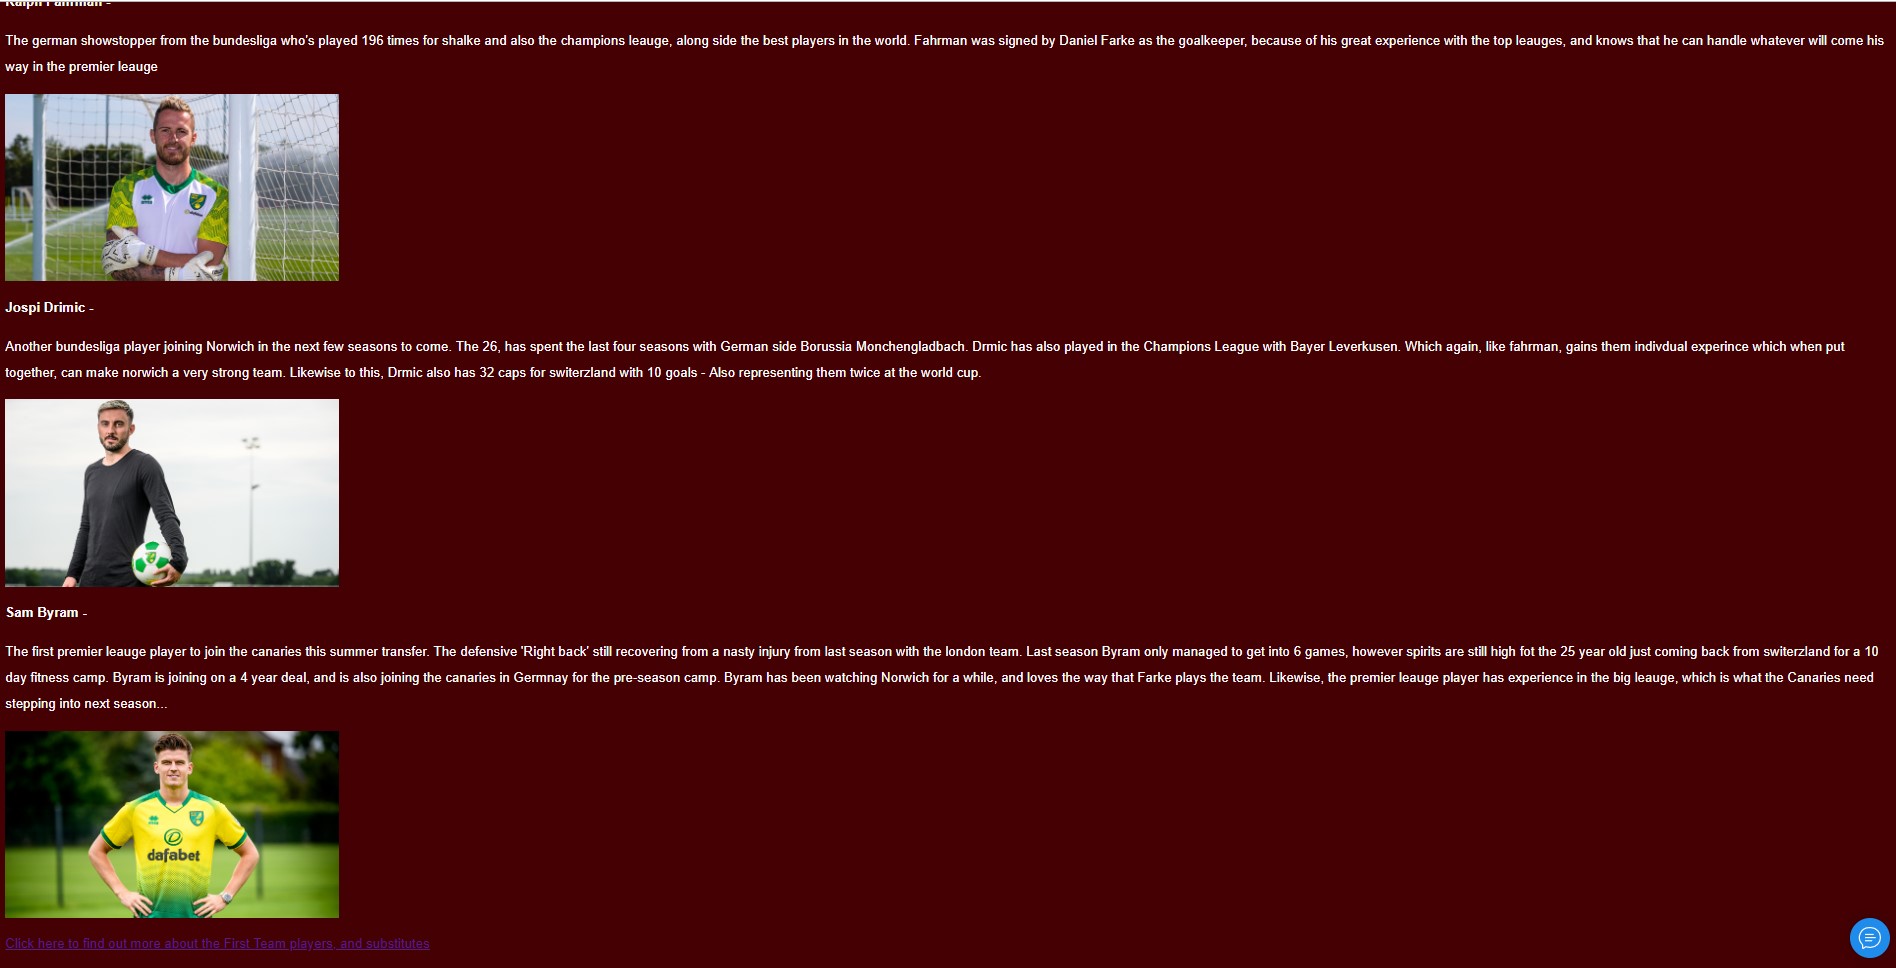 Ralph Fahrman -
The german showstopper from the bundesliga who's played 196 times for shalke and also the champions leauge, along side the best players in the world. Fahrman was signed by Daniel Farke as the goalkeeper, because of his great experience with the top leauges, and knows that he can handle whatever will come his
way in the premier leauge
Jospi Drimic -
Another bundesliga player joining Norwich in the next few seasons to come. The 26, has spent the last four seasons with German side Borussia Monchengladbach. Drmic has also played in the Champions League with Bayer Leverkusen. Which again, like fahrman, gains them indivdual experince which when put
together, can make norwich a very strong team. Likewise to this, Drmic also has 32 caps for switerzland with 10 goals - Also representing them twice at the world cup.
Sam Byram -
The first premier leauge player to join the canaries this summer transfer. The defensive 'Right back' still recovering from a nasty injury from last season with the london team. Last season Byram only managed to get into 6 games, however spirits are still high fot the 25 year old just coming back from switerzland for a 10
day fitness camp. Byram is joining on a 4 year deal, and is also joining the canaries in Germnay for the pre-season camp. Byram has been watching Norwich for a while, and loves the way that Farke plays the team. Likewise, the premier leauge player has experience in the big leauge, which is what the Canaries need
stepping into next season...
dafabet
Click here to find out more about the First Team players, and substitutes